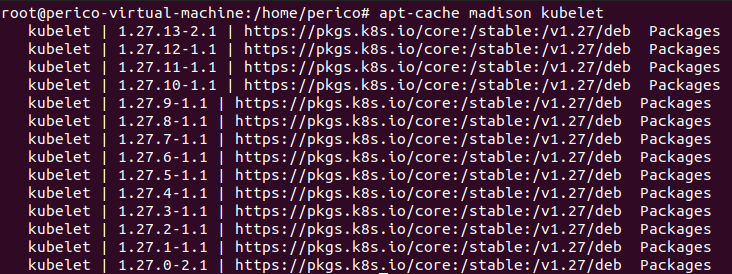 root@perico-virtual-machine:/home/perico# apt-cache madison kubelet
kubelet | 1.27.13-2.1 | https://pkgs.k8s.io/core:/stable:/v1.27/deb  Packages
kubelet | 1.27.12-1.1 | https://pkgs.k8s.io/core:/stable:/v1.27/deb  Packages
kubelet | 1.27.11-1.1 | https://pkgs.k8s.io/core:/stable:/v1.27/deb  Packages
kubelet | 1.27.10-1.1 | https://pkgs.k8s.io/core:/stable:/v1.27/deb  Packages
kubelet | 1.27.9-1.1 | https://pkgs.k8s.io/core:/stable:/v1.27/deb  Packages
kubelet | 1.27.8-1.1 | https://pkgs.k8s.io/core:/stable:/v1.27/deb  Packages
kubelet | 1.27.7-1.1 | https://pkgs.k8s.io/core:/stable:/v1.27/deb  Packages
kubelet | 1.27.6-1.1 | https://pkgs.k8s.io/core:/stable:/v1.27/deb  Packages
kubelet | 1.27.5-1.1 | https://pkgs.k8s.io/core:/stable:/v1.27/deb  Packages
kubelet | 1.27.4-1.1 | https://pkgs.k8s.io/core:/stable:/v1.27/deb  Packages
kubelet | 1.27.3-1.1 | https://pkgs.k8s.io/core:/stable:/v1.27/deb  Packages
kubelet | 1.27.2-1.1 | https://pkgs.k8s.io/core:/stable:/v1.27/deb  Packages
kubelet | 1.27.1-1.1 | https://pkgs.k8s.io/core:/stable:/v1.27/deb  Packages
kubelet | 1.27.0-2.1 | https://pkgs.k8s.io/core:/stable:/v1.27/deb  Packages